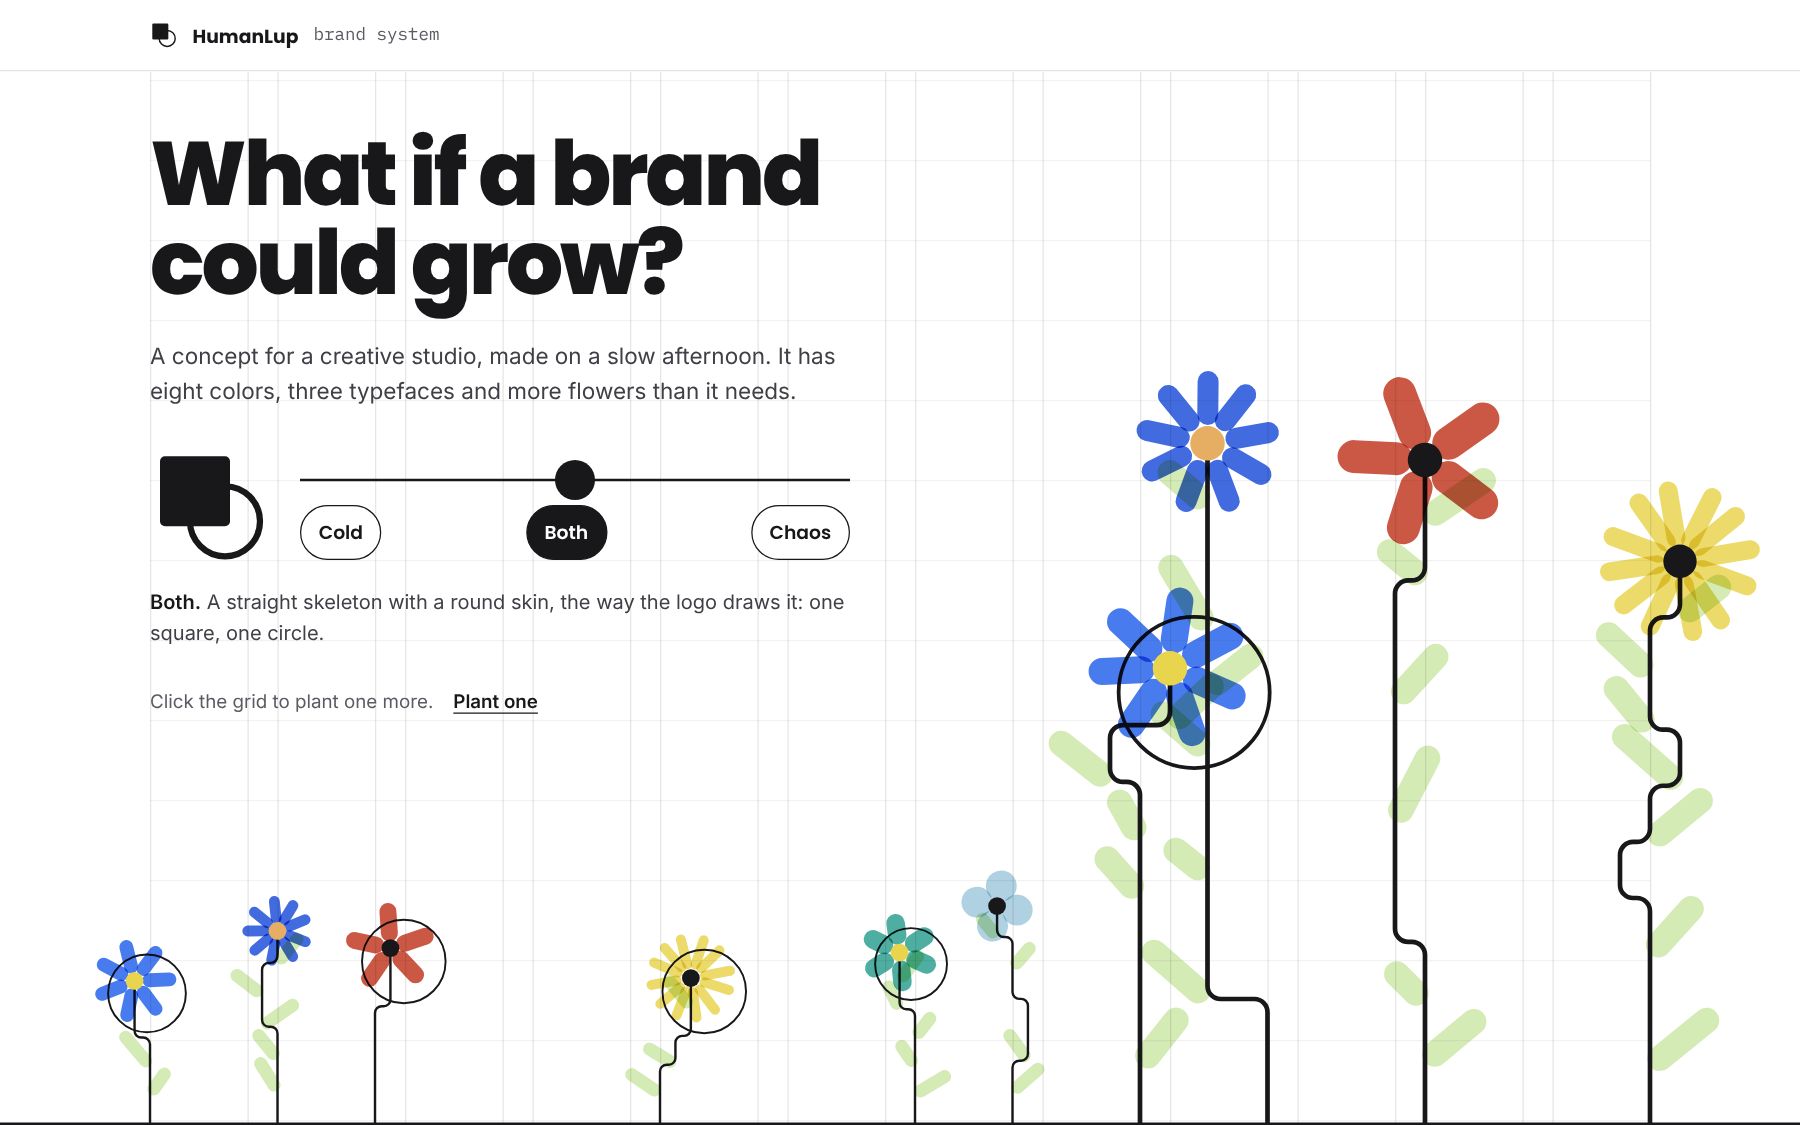 HumanLup brand system
What if a brand
could grow?
A concept for a creative studio, made on a slow afternoon. It has
eight colors, three typefaces and more flowers than it needs.
Cold Both Chaos
Both. A straight skeleton with a round skin, the way the logo draws it: one
square, one circle.
Click the grid to plant one more. Plant one